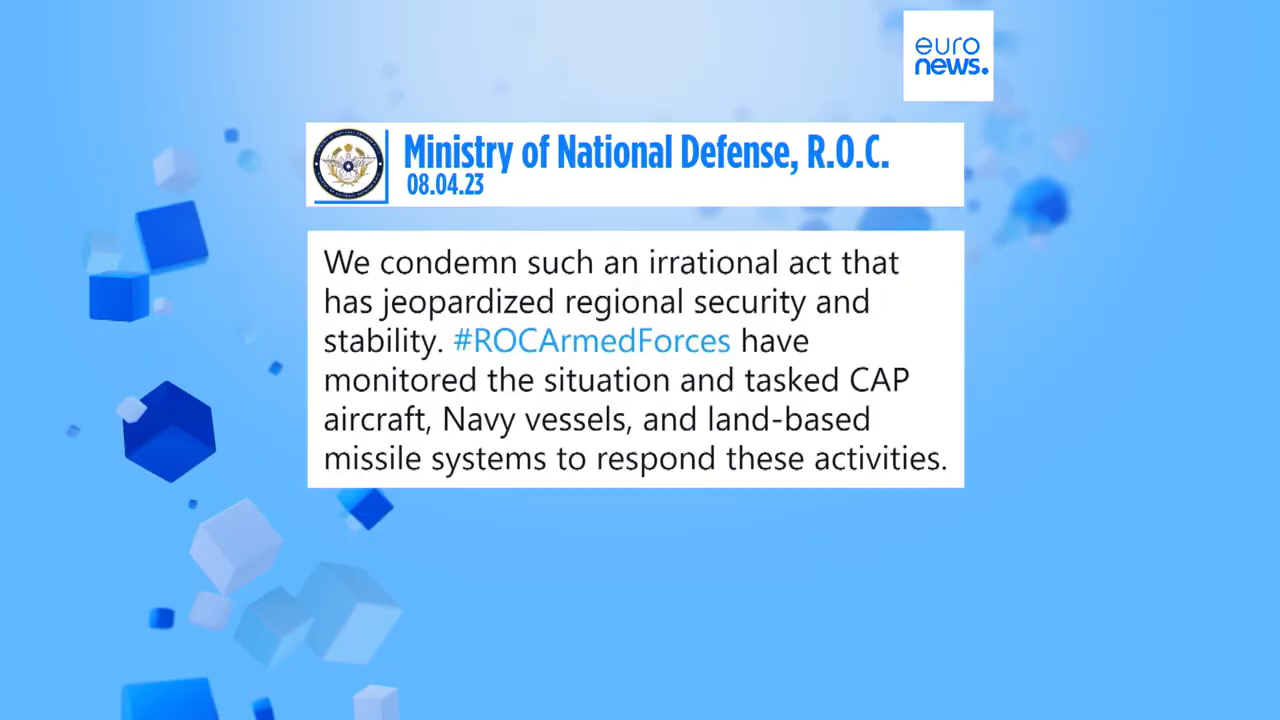 euro
news.
Ministry of National Defense, R.O.C.
08.04.23
We condemn such an irrational act that
has jeopardized regional security and
stability. #ROCArmedForces have
monitored the situation and tasked CAP
aircraft, Navy vessels, and land-based
missile systems to respond these activities.